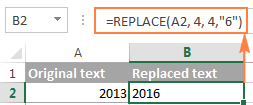 B2 =REPLACE(A2, 4, 4,"6")
A B
1 Original text Replaced text
2 2013 2016